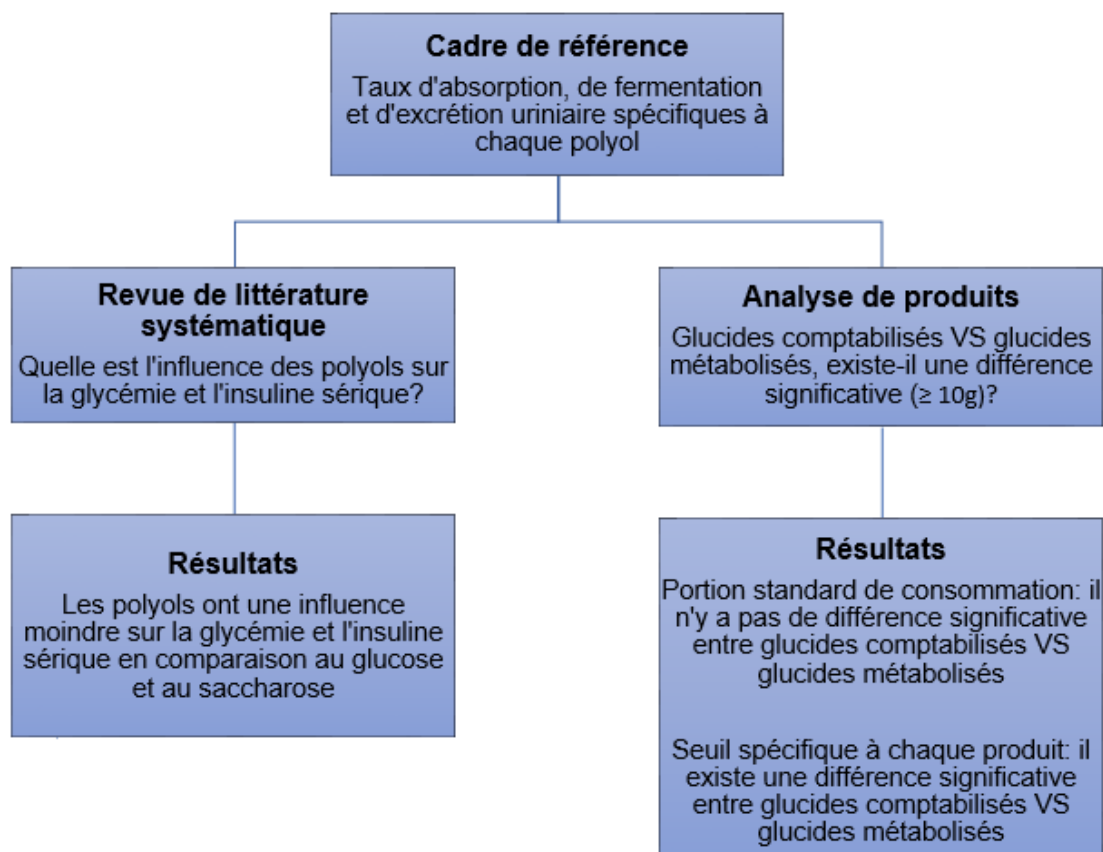 Cadre de référence
Taux d'absorption, de fermentation
et d'excrétion uriniaire spécifiques à
chaque polyol
Revue de littérature
systématique
Quelle est l'influence des polyols sur
la glycémie et l'insuline sérique?
Analyse de produits
Glucides comptabilisés VS glucides
métabolisés, existe-il une différence
significative (≥ 10g)?
Résultats
Les polyols ont une influence
moindre sur la glycémie et l'insuline
sérique en comparaison au glucose
et au saccharose
Résultats
Portion standard de consommation: il
n'y a pas de différence significative
entre glucides comptabilisés VS
glucides métabolisés
Seuil spécifique à chaque produit: il
existe une différence significative
entre glucides comptabilisés VS
glucides métabolisés